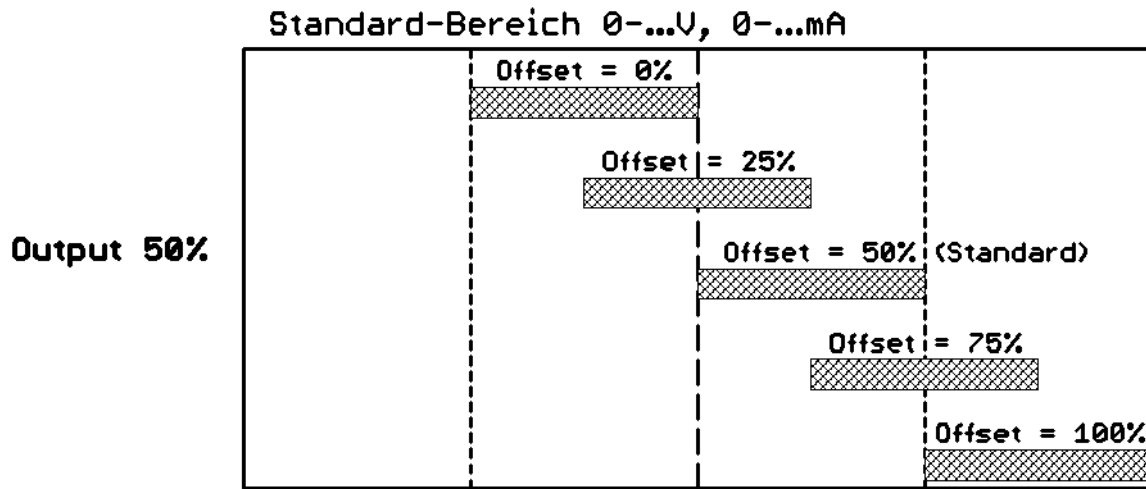 Standard-Bereich 0-...V, 0-...mA
Offset = 0%
Offset = 25%
Output 50%
Offset = 50% (Standard)
Offset = 75%
Offset = 100%